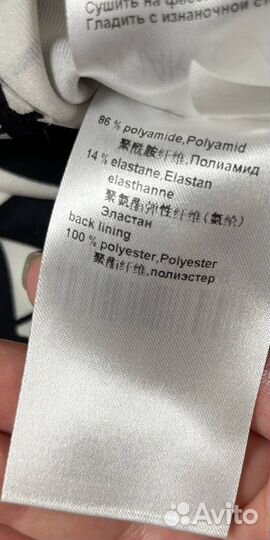 Сушить на
Гладить с изнаночной ст
86 % polyamide,Polyamid
聚酰胺纤维,Полиамид
14 % elastane,Elastan
elasthanne
聚氨酯弹性纤维(氨纶)
Эластан
back lining
100 % polyester,Polyester
聚酯纤维,полиэстер
Avito